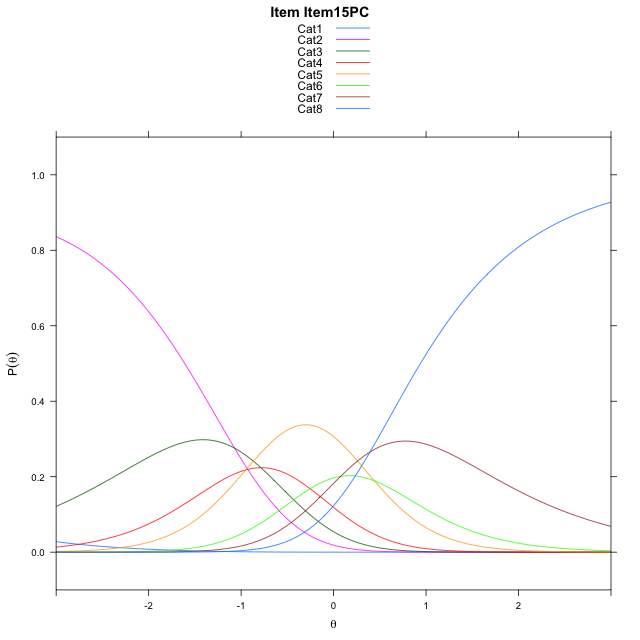 Item Item15PC
Cat1
Cat2
Cat3
Cat4
Cat5
Cat6
Cat7
Cat8
1.0
0.8
0.6
0.4
0.2
0.0
P(θ)
-2 -1 0 1 2
θ